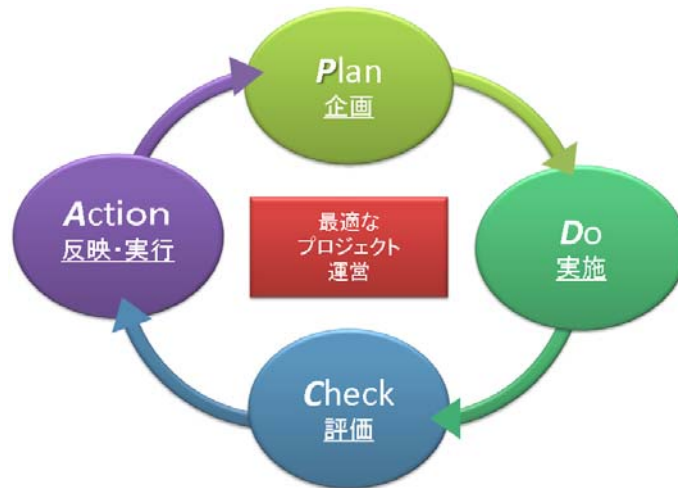 Plan
企画
Do
実施
Check
評価
Action
反映・実行
最適な
プロジェクト
運営